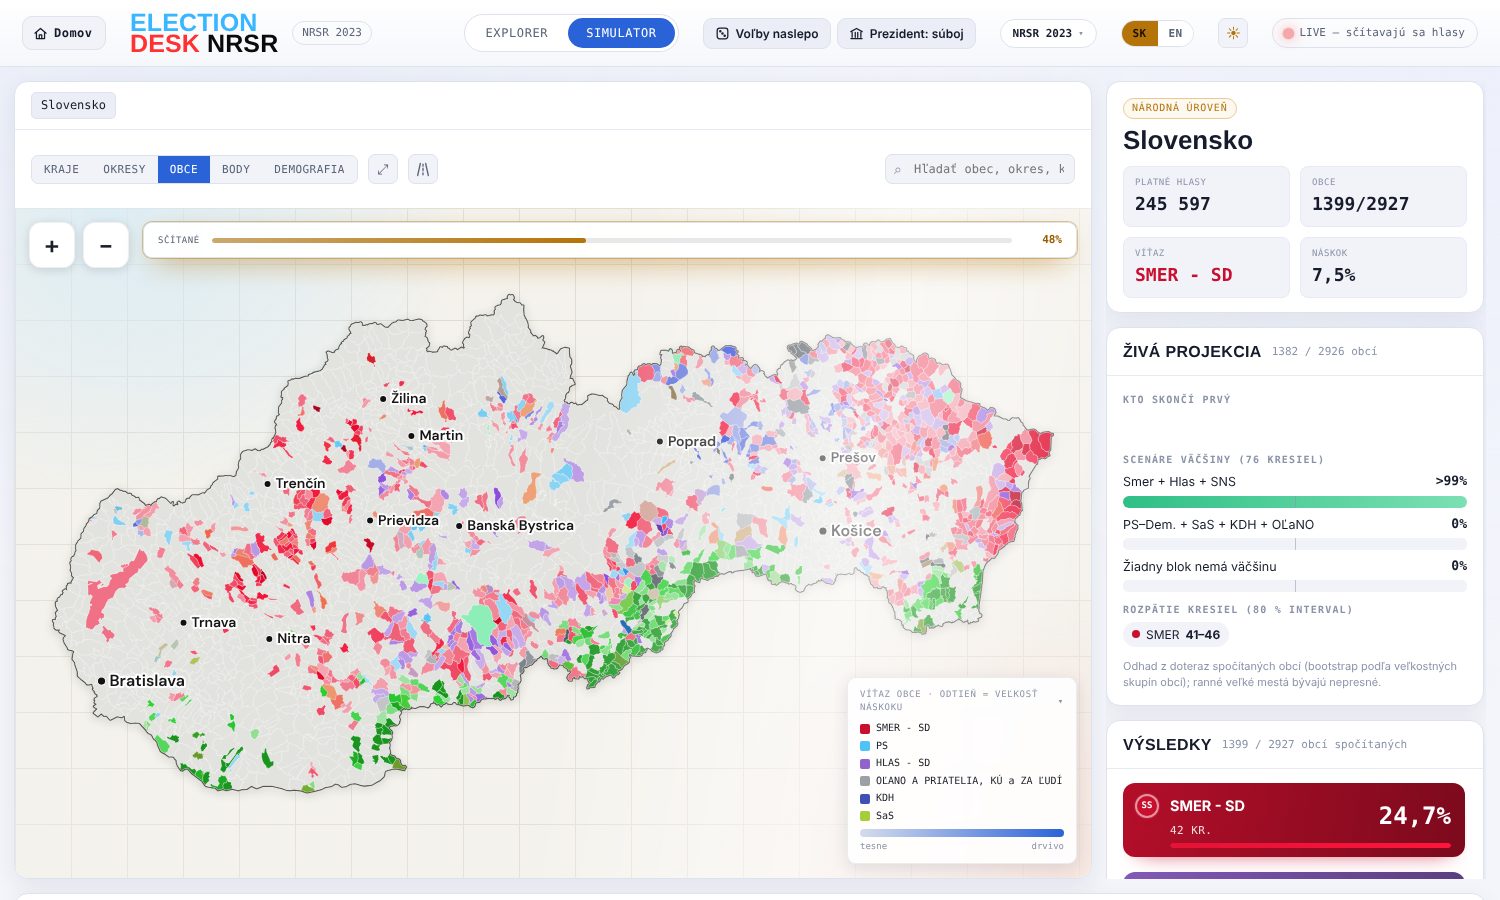 Domov
ELECTION
DESK NRSR
NRSR 2023
EXPLORER
SIMULATOR
Voľby naslepo
Prezident: súboj
NRSR 2023
SK
EN
LIVE — sčítavajú sa hlasy
Slovensko
KRAJE
OKRESY
OBCE
BODY
DEMOGRAFIA
Hľadať obec, okres, k
+
−
SČÍTANÉ
48%
Žilina
Martin
Poprad
Prešov
Trenčín
Prievidza
Banská Bystrica
Košice
Trnava
Nitra
Bratislava
VÍŤAZ OBCE · ODTIEŇ = VEĽKOSŤ
NÁSKOKU
SMER - SD
PS
HLAS - SD
OĽANO A PRIATELIA, KÚ a ZA ĽUDÍ
KDH
SaS
tesne
drvivo
NÁRODNÁ ÚROVEŇ
Slovensko
PLATNÉ HLASY
245 597
OBCE
1399/2927
VÍŤAZ
SMER - SD
NÁSKOK
7,5%
ŽIVÁ PROJEKCIA
1382 / 2926 obcí
KTO SKONČÍ PRVÝ
SCENÁRE VÄČŠINY (76 KRESIEL)
Smer + Hlas + SNS
>99%
PS–Dem. + SaS + KDH + OĽaNO
0%
Žiadny blok nemá väčšinu
0%
ROZPÄTIE KRESIEL (80 % INTERVAL)
SMER 41–46
Odhad z doteraz spočítaných obcí (bootstrap podľa veľkostných
skupín obcí); ranné veľké mestá bývajú nepresné.
VÝSLEDKY
1399 / 2927 obcí spočítaných
SS
SMER - SD
42 KR.
24,7%